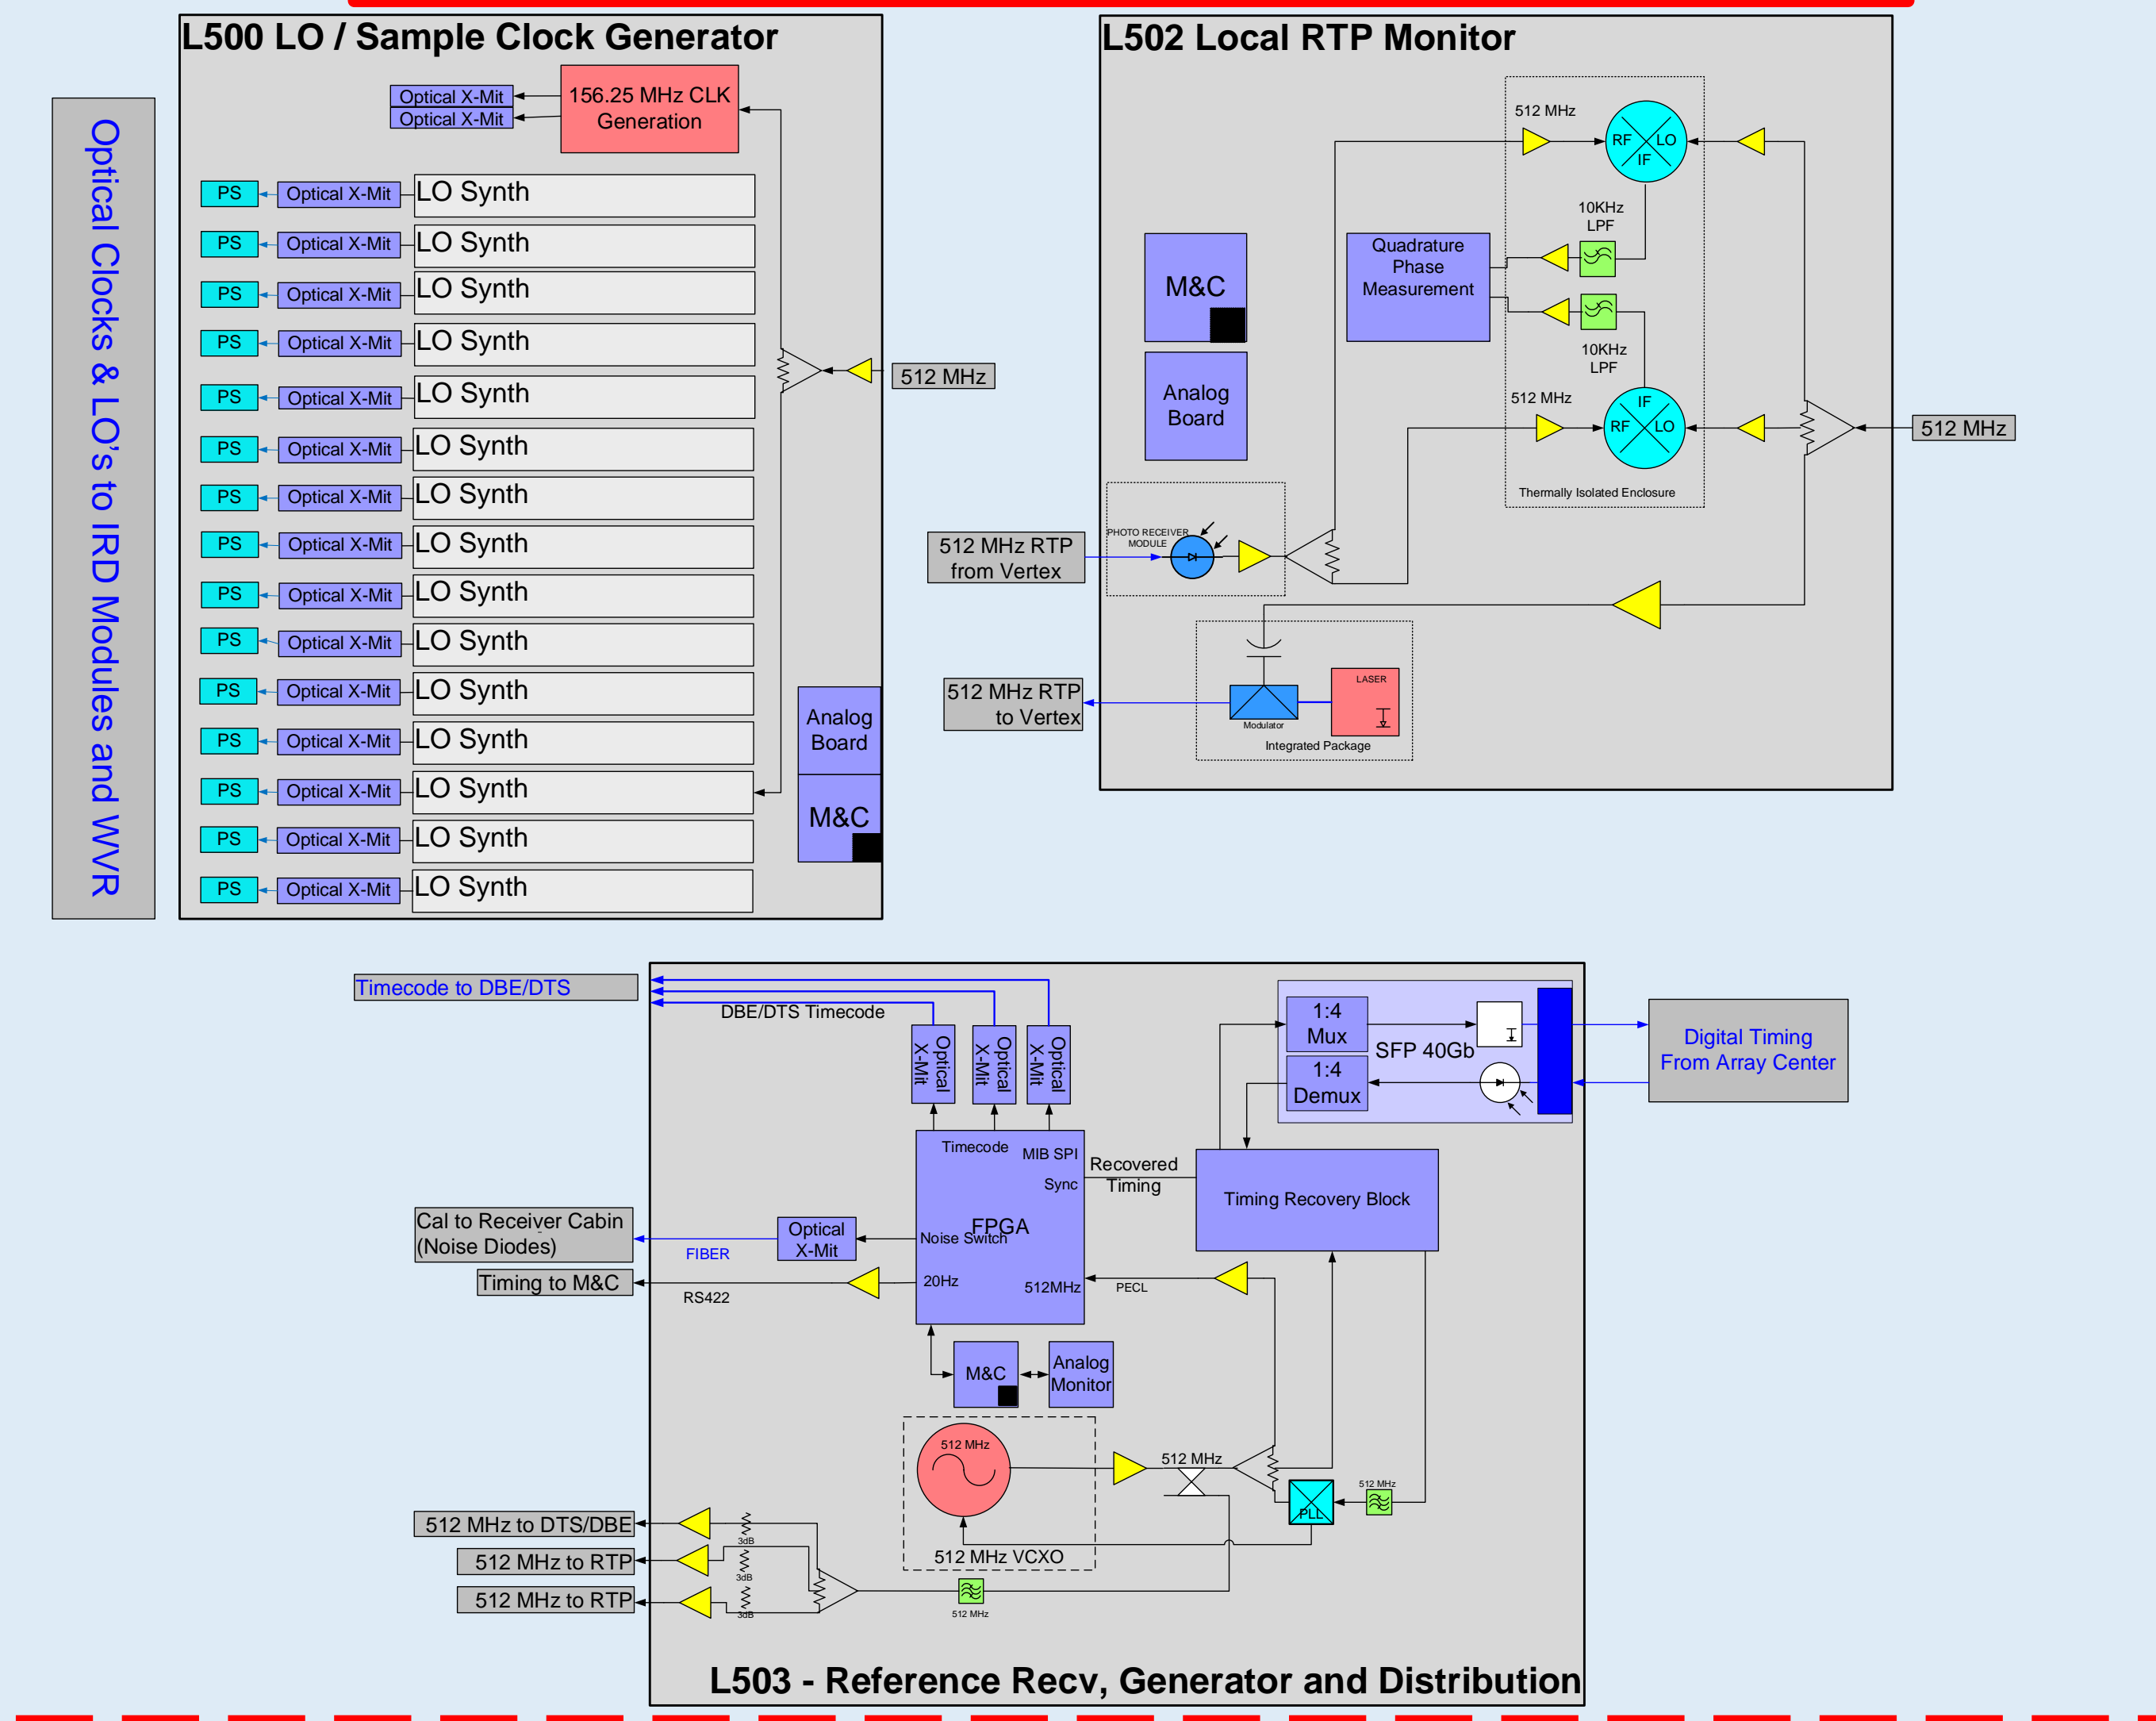 L500 LO / Sample Clock Generator
Optical X-Mit
Optical X-Mit
156.25 MHz CLK
Generation
Optical Clocks & LO's to IRD Modules and WVR
PS
Optical X-Mit
LO Synth
PS
Optical X-Mit
LO Synth
PS
Optical X-Mit
LO Synth
PS
Optical X-Mit
LO Synth
PS
Optical X-Mit
LO Synth
PS
Optical X-Mit
LO Synth
PS
Optical X-Mit
LO Synth
PS
Optical X-Mit
LO Synth
PS
Optical X-Mit
LO Synth
PS
Optical X-Mit
LO Synth
PS
Optical X-Mit
LO Synth
PS
Optical X-Mit
LO Synth
PS
Optical X-Mit
LO Synth
PS
Optical X-Mit
LO Synth
PS
Optical X-Mit
LO Synth
512 MHz
Analog
Board
M&C
L502 Local RTP Monitor
512 MHz
RF
LO
IF
10KHz
LPF
M&C
Quadrature
Phase
Measurement
10KHz
LPF
Analog
Board
512 MHz
IF
RF
LO
512 MHz
Thermally Isolated Enclosure
512 MHz RTP
from Vertex
PHOTO RECEIVER
MODULE
512 MHz RTP
to Vertex
LASER
Modulator
Integrated Package
Timecode to DBE/DTS
DBE/DTS Timecode
Optical
X-Mit
Optical
X-Mit
Optical
X-Mit
1:4
Mux
SFP 40Gb
1:4
Demux
Digital Timing
From Array Center
Timecode
MIB SPI
Sync
FPGA
Noise Switch
20Hz
512MHz
Recovered
Timing
Timing Recovery Block
Cal to Receiver Cabin
(Noise Diodes)
FIBER
Optical
X-Mit
Timing to M&C
RS422
PECL
M&C
Analog
Monitor
512 MHz
512 MHz
512 MHz
PLL
512 MHz VCXO
512 MHz to DTS/DBE
3dB
512 MHz to RTP
3dB
512 MHz to RTP
3dB
512 MHz
L503 - Reference Recv, Generator and Distribution